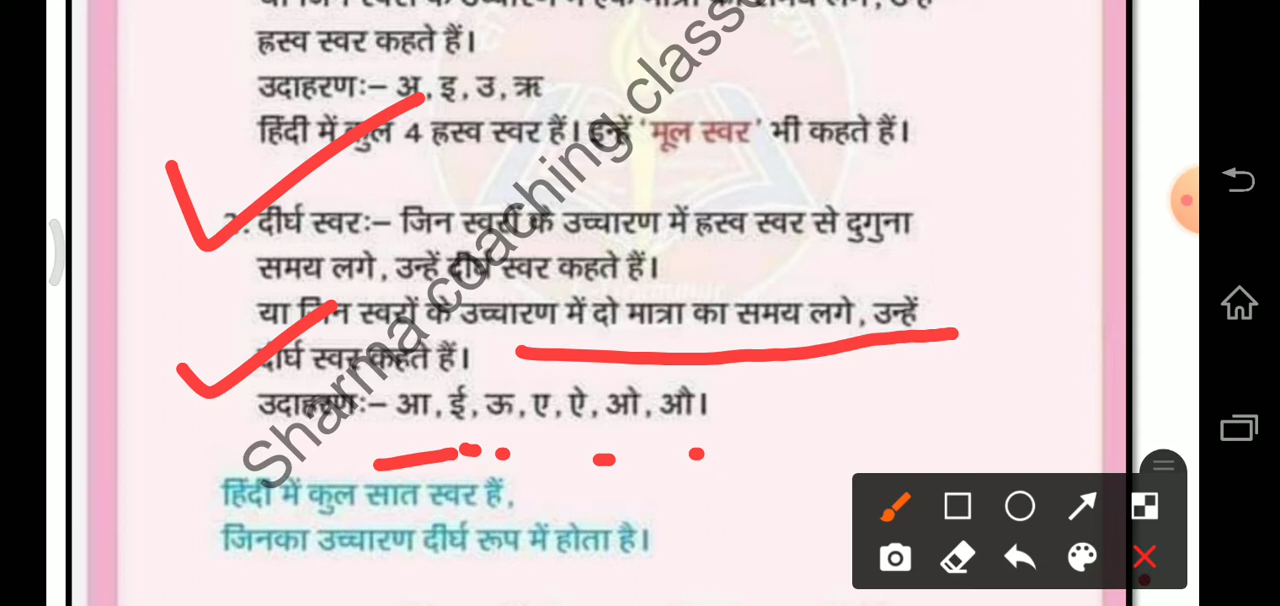 ह्रस्व स्वर कहते हैं।
उदाहरणः– अ, इ, उ, ऋ
हिंदी में कुल 4 ह्रस्व स्वर हैं। इन्हें 'मूल स्वर' भी कहते हैं।
दीर्घ स्वरः– जिन स्वरों के उच्चारण में ह्रस्व स्वर से दुगुना
समय लगे, उन्हें दीर्घ स्वर कहते हैं।
या जिन स्वरों के उच्चारण में दो मात्रा का समय लगे, उन्हें
दीर्घ स्वर कहते हैं।
उदाहरणः– आ, ई, ऊ, ए, ऐ, ओ, औ।
हिंदी में कुल सात स्वर हैं,
जिनका उच्चारण दीर्घ रूप में होता है।
Sharma coaching classe